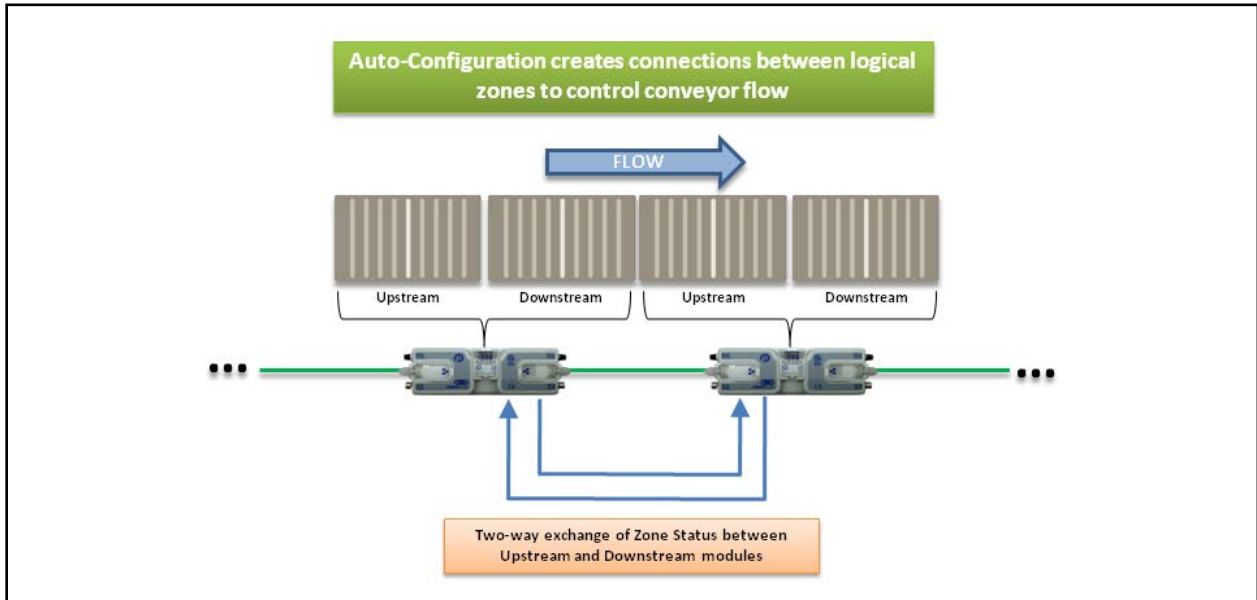 Auto-Configuration creates connections between logical
zones to control conveyor flow
FLOW
Upstream
Downstream
Upstream
Downstream
Two-way exchange of Zone Status between
Upstream and Downstream modules